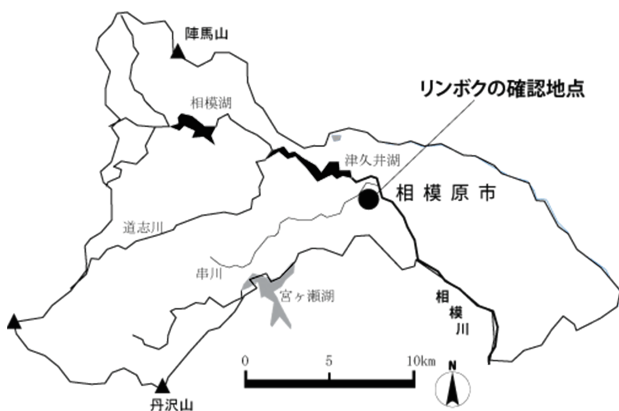 陣馬山
リンボクの確認地点
相模湖
津久井湖
相模原市
道志川
串川
宮ヶ瀬湖
相模川
0 5 10km
N
丹沢山